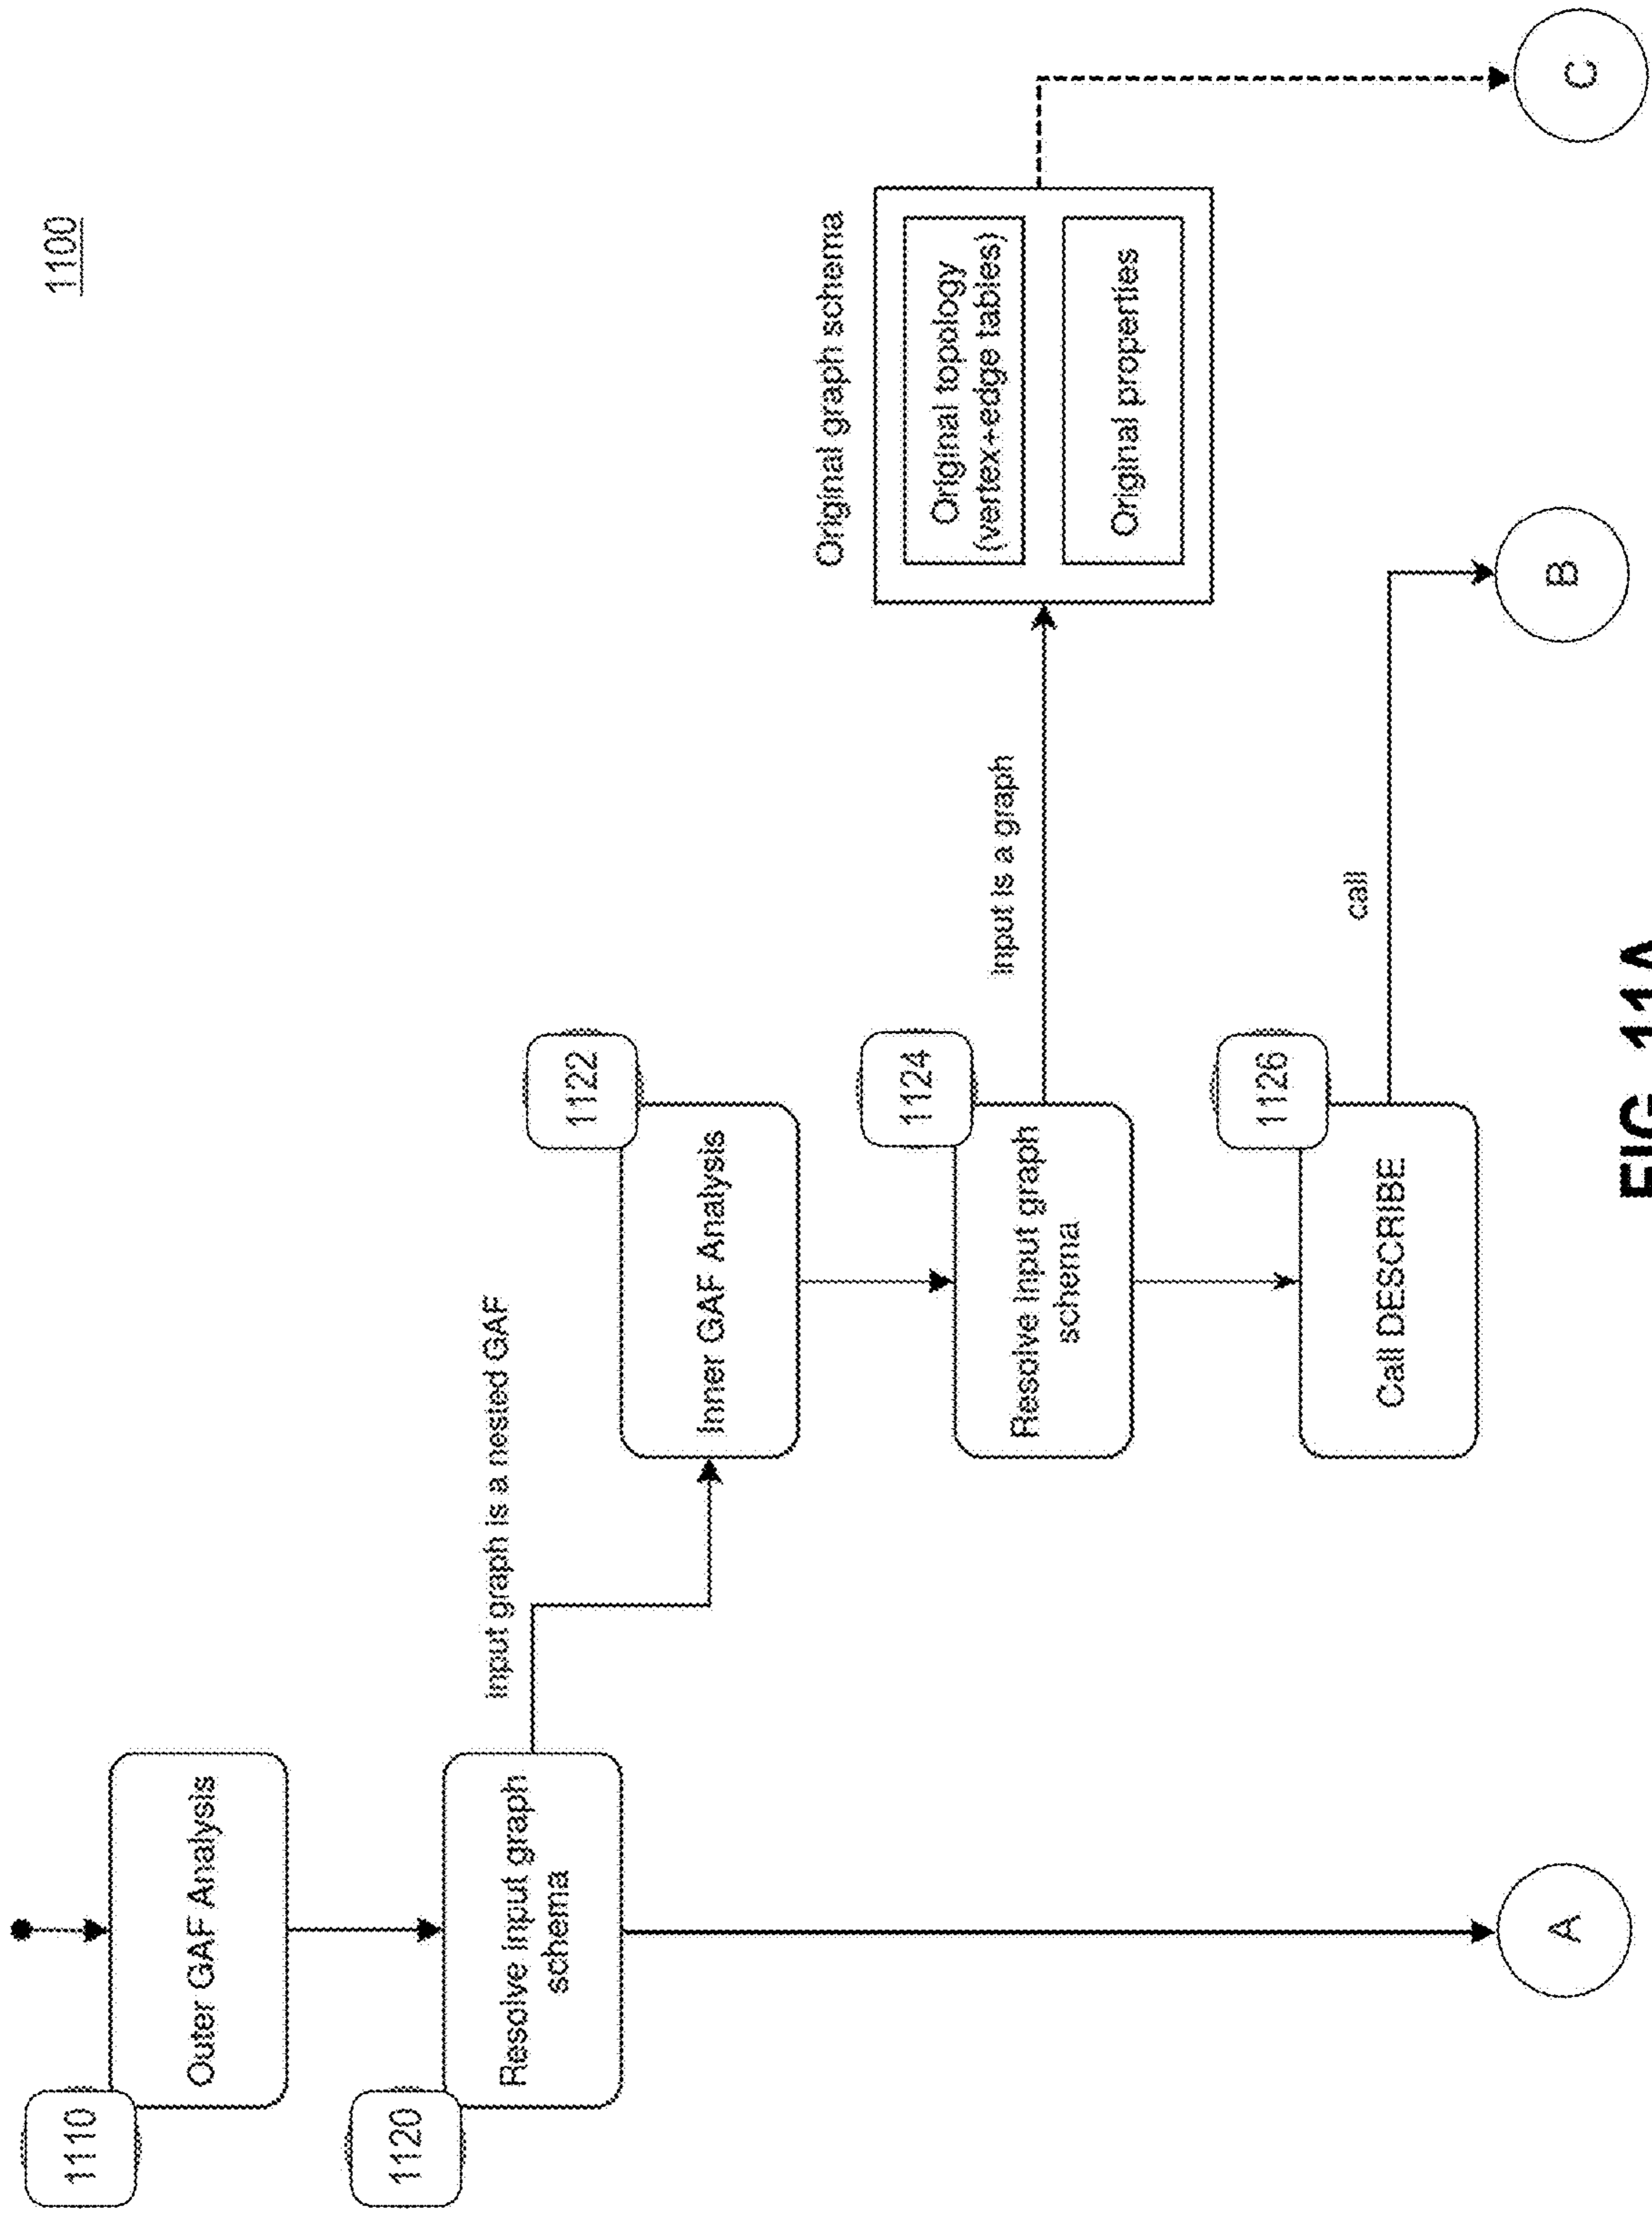 1100
1110
Outer GAF Analysis
1120
Resolve input graph
schema
input graph is a nested GAF
1122
Inner GAF Analysis
1124
Resolve input graph
schema
input is a graph
Original graph schema
Original topology
(vertex+edge tables)
Original properties
1126
Call DESCRIBE
call
A
B
C
FIG. 11A